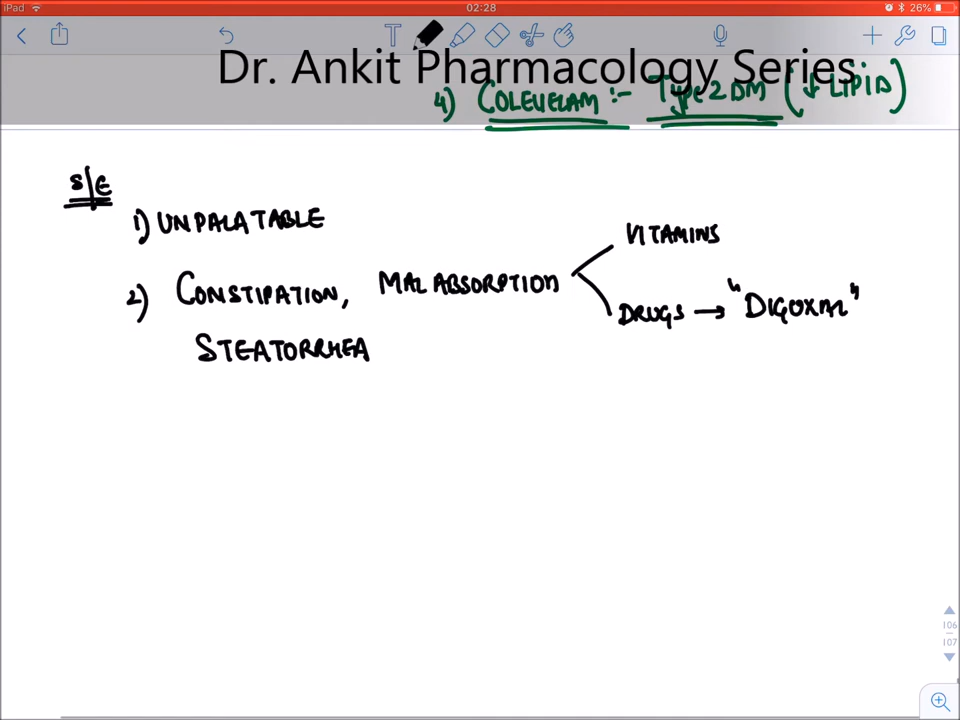 iPad 02:28 26%
T
Dr. Ankit Pharmacology Series
4) COLEVELAM :- Type 2 DM (↓ LIPID)
S/E
1) UNPALATABLE
2) CONSTIPATION, MALABSORPTION
VITAMINS
DRUGS → "DIGOXIN"
STEATORRHEA
106
107